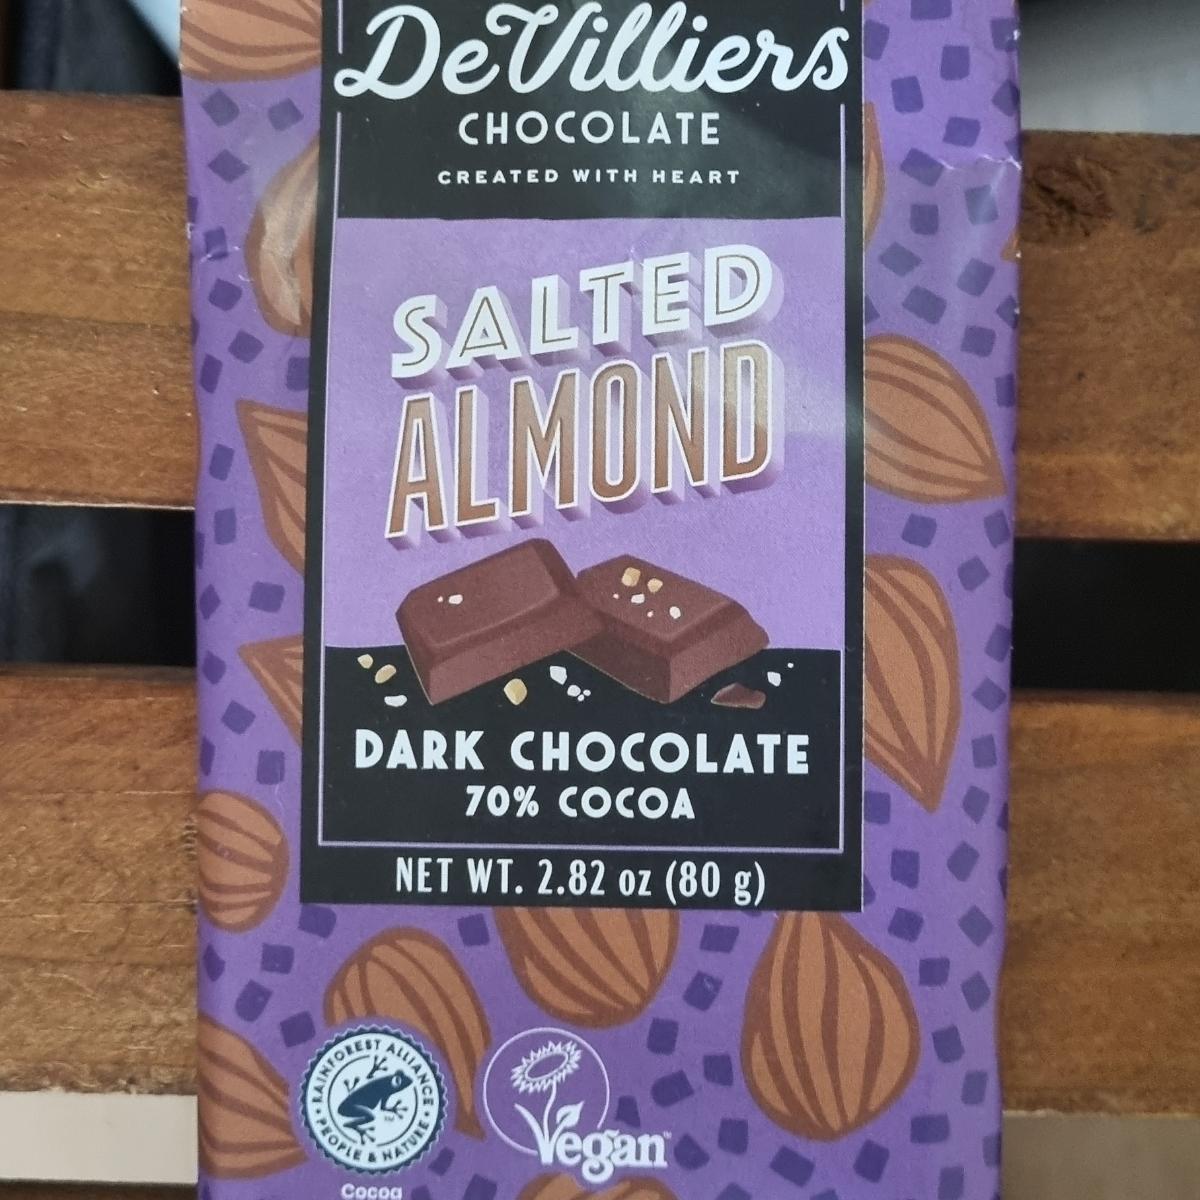 DeVilliers
CHOCOLATE
CREATED WITH HEART
SALTED
ALMOND
DARK CHOCOLATE
70% COCOA
NET WT. 2.82 oz (80 g)
RAINFOREST ALLIANCE
• PEOPLE & NATURE •
Vegan™
Cocoa